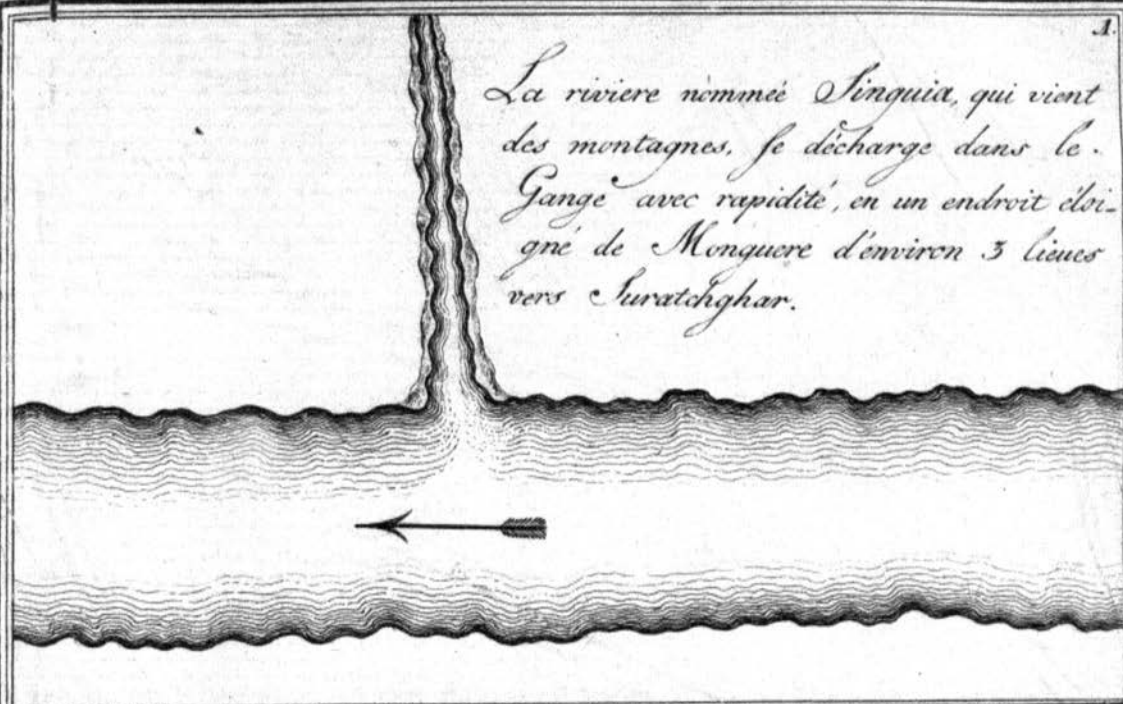 1.
La riviere nommée Singuia, qui vient
des montagnes, se décharge dans le
Gange avec rapidité, en un endroit éloi-
gné de Monguere d'environ 3 lieues
vers Suratchghar.